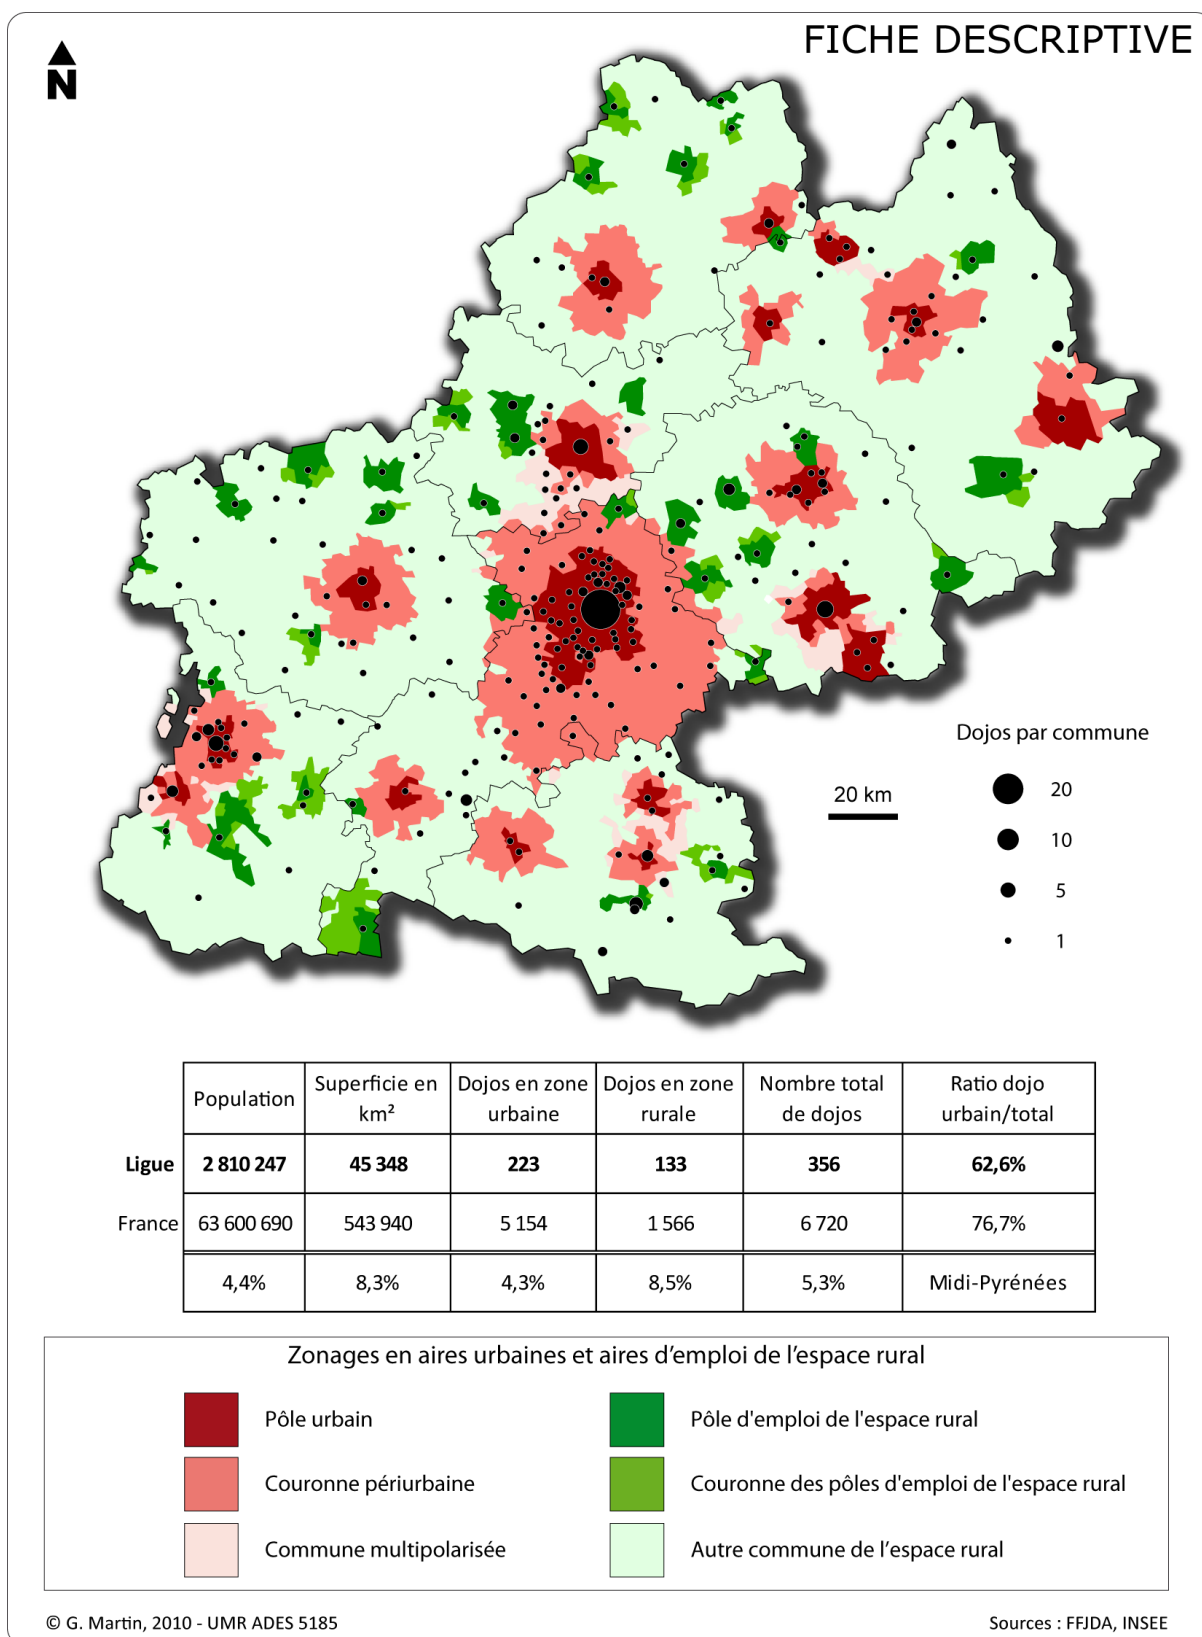 FICHE DESCRIPTIVE
N
Dojos par commune
20 km
20
10
5
1
Population
Superficie en km²
Dojos en zone urbaine
Dojos en zone rurale
Nombre total de dojos
Ratio dojo urbain/total
Ligue 2 810 247 45 348 223 133 356 62,6%
France 63 600 690 543 940 5 154 1 566 6 720 76,7%
4,4% 8,3% 4,3% 8,5% 5,3% Midi-Pyrénées
Zonages en aires urbaines et aires d'emploi de l'espace rural
Pôle urbain
Pôle d'emploi de l'espace rural
Couronne périurbaine
Couronne des pôles d'emploi de l'espace rural
Commune multipolarisée
Autre commune de l'espace rural
© G. Martin, 2010 - UMR ADES 5185
Sources : FFJDA, INSEE